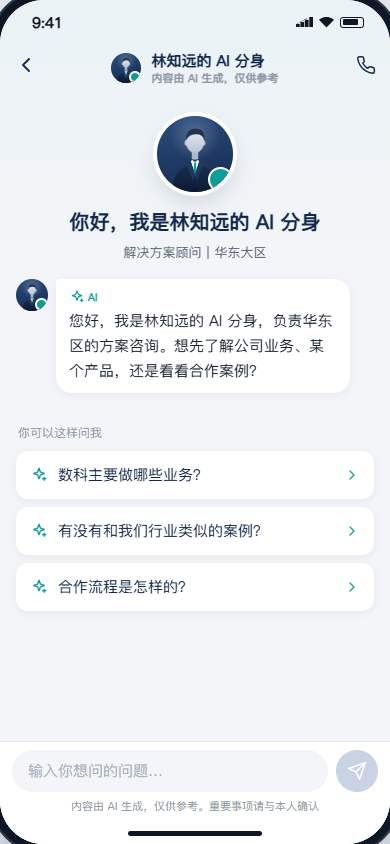 9:41
林知远的 AI 分身
内容由 AI 生成，仅供参考
你好，我是林知远的 AI 分身
解决方案顾问 | 华东大区
AI
您好，我是林知远的 AI 分身，负责华东
区的方案咨询。想先了解公司业务、某
个产品，还是看看合作案例？
你可以这样问我
数科主要做哪些业务？
有没有和我们行业类似的案例？
合作流程是怎样的？
输入你想问的问题…
内容由 AI 生成，仅供参考。重要事项请与本人确认